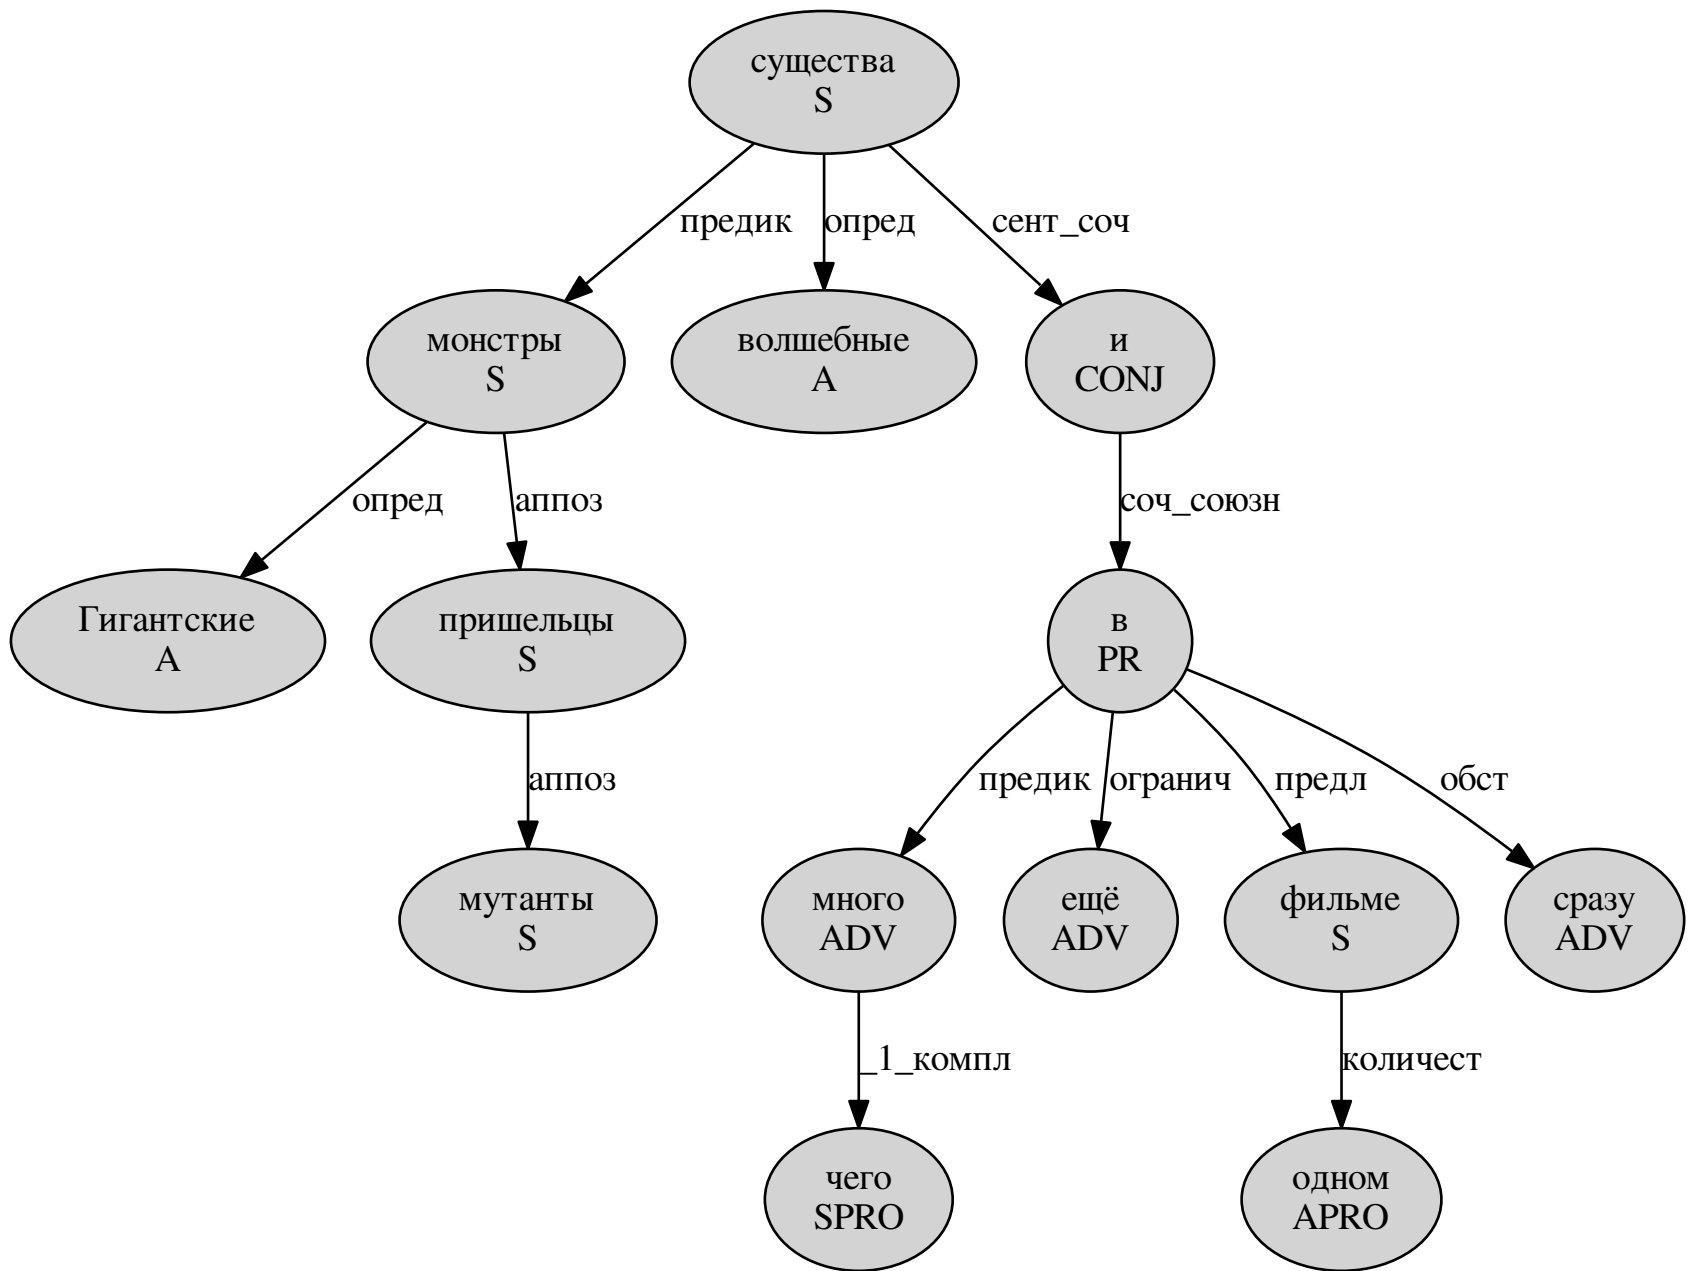 существа
S
предик
опред
сент_соч
монстры
S
волшебные
A
и
CONJ
опред
аппоз
соч_союзн
Гигантские
A
пришельцы
S
в
PR
аппоз
предик
огранич
предл
обст
мутанты
S
много
ADV
ещё
ADV
фильме
S
сразу
ADV
_1_компл
количест
чего
SPRO
одном
APRO